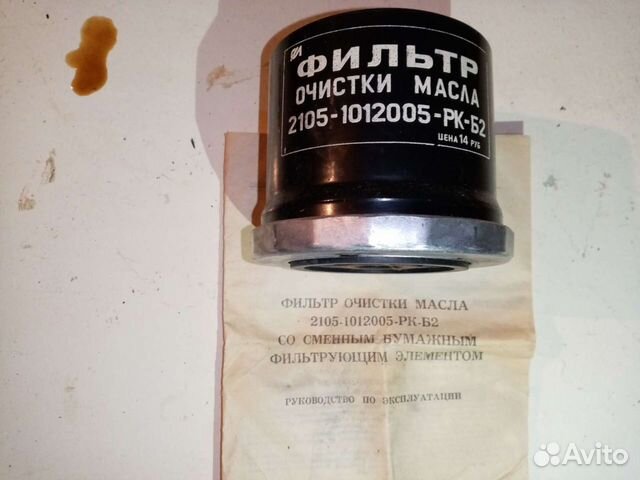 ФИЛЬТР
ОЧИСТКИ МАСЛА
2105-1012005-РК-Б2
ЦЕНА 14 РУБ
ФИЛЬТР ОЧИСТКИ МАСЛА
2105-1012005-РК-Б2
СО СМЕННЫМ БУМАЖНЫМ
ФИЛЬТРУЮЩИМ ЭЛЕМЕНТОМ
РУКОВОДСТВО ПО ЭКСПЛУАТАЦИИ
Avito